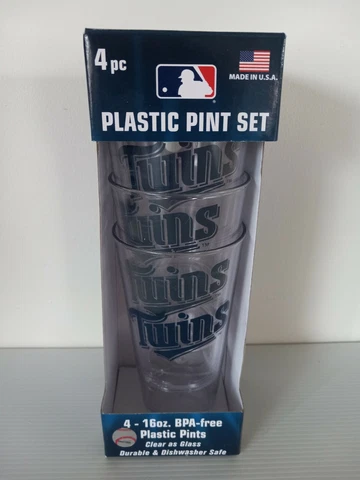 4 pc
MADE IN U.S.A.
PLASTIC PINT SET
Twins
Twins
TM
Twins
Twins
4 - 16oz. BPA-free
Plastic Pints
Clear as Glass
Durable & Dishwasher Safe